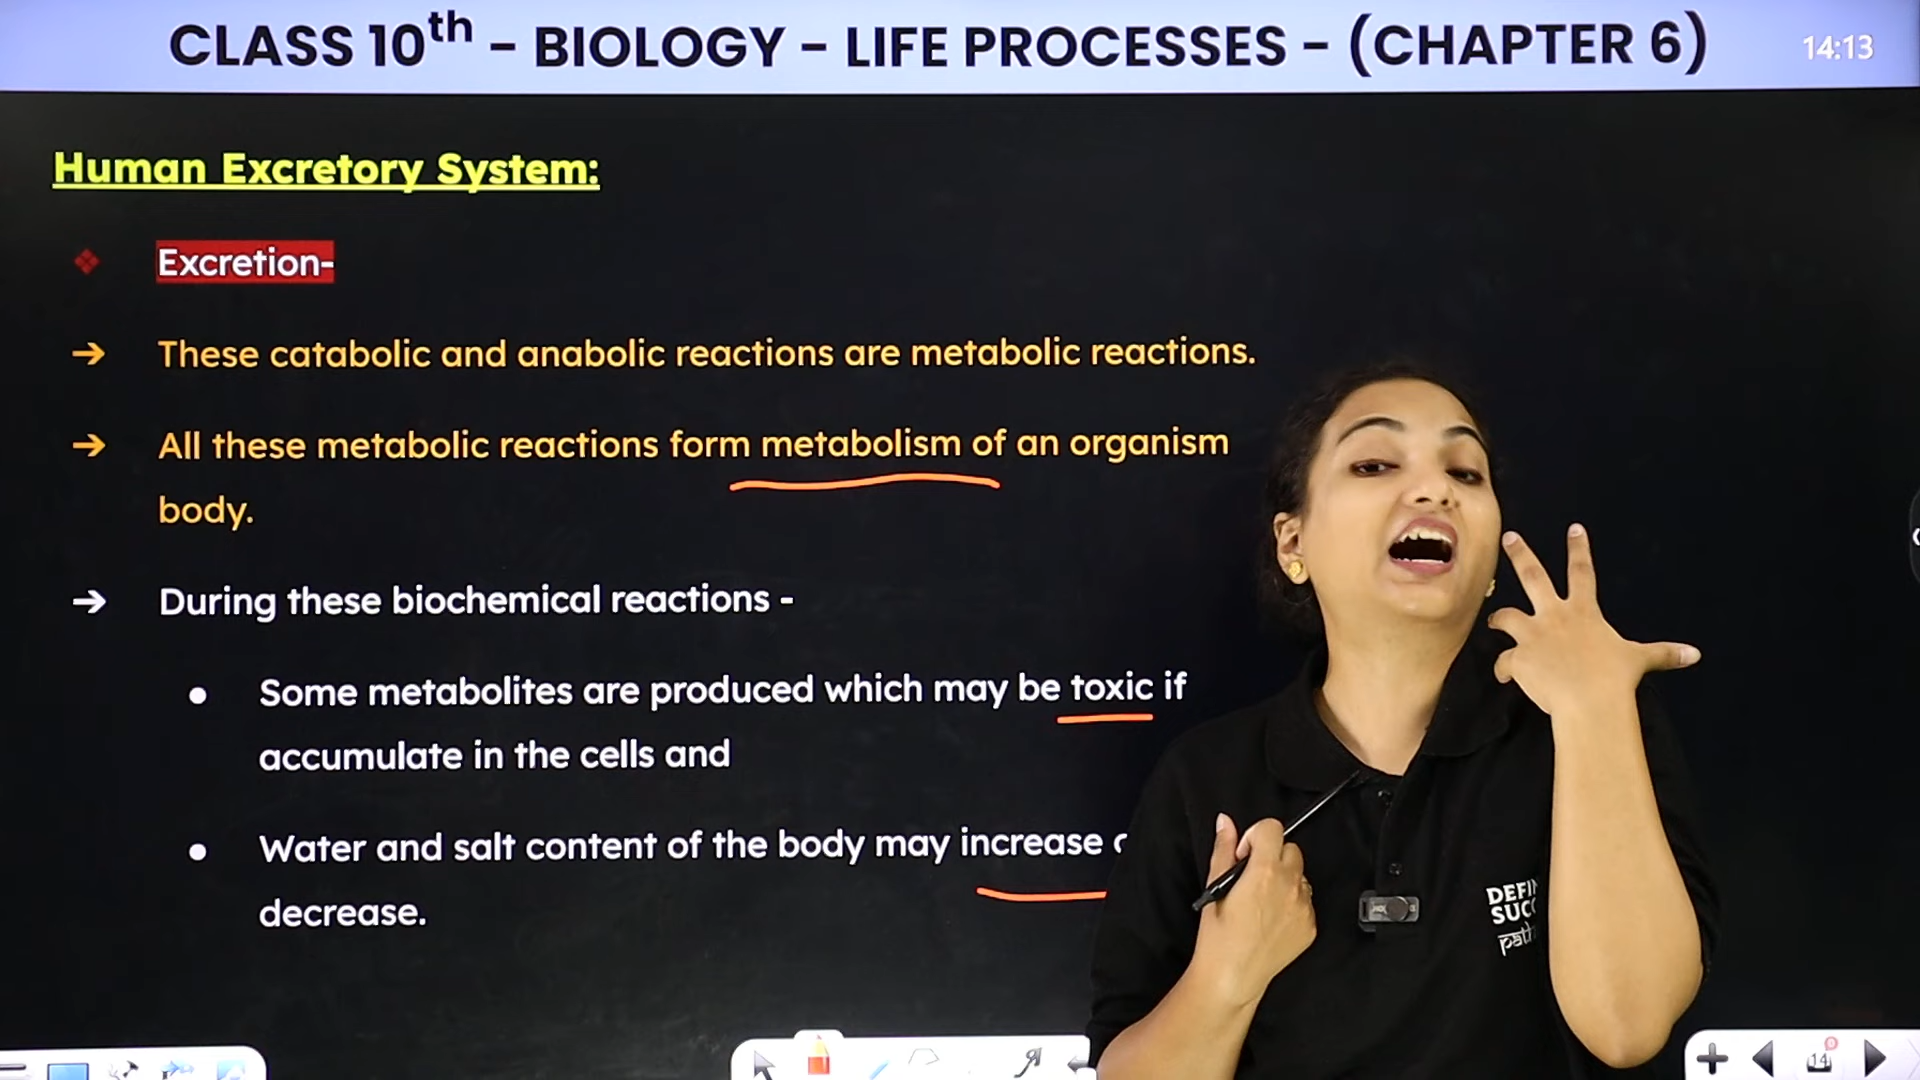 CLASS 10th - BIOLOGY - LIFE PROCESSES - (CHAPTER 6)
14:13
Human Excretory System:
Excretion-
These catabolic and anabolic reactions are metabolic reactions.
All these metabolic reactions form metabolism of an organism
body.
During these biochemical reactions -
Some metabolites are produced which may be toxic if
accumulate in the cells and
Water and salt content of the body may increase
decrease.
14